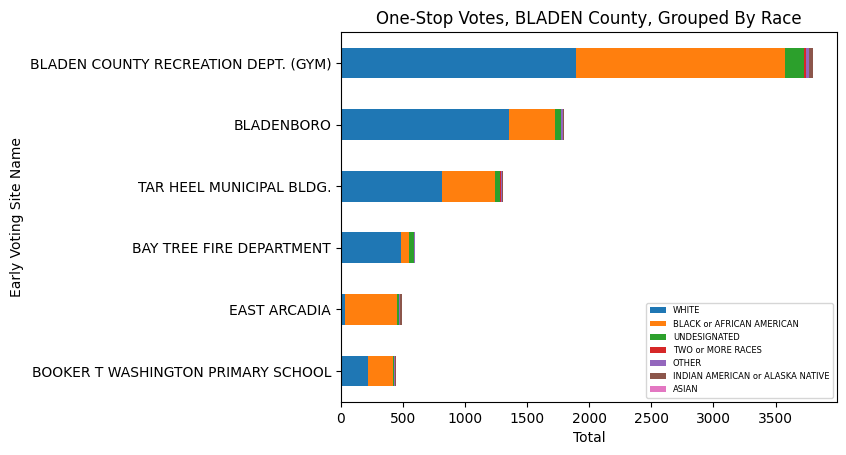 One-Stop Votes, BLADEN County, Grouped By Race
Early Voting Site Name
BLADEN COUNTY RECREATION DEPT. (GYM)
BLADENBORO
TAR HEEL MUNICIPAL BLDG.
BAY TREE FIRE DEPARTMENT
EAST ARCADIA
BOOKER T WASHINGTON PRIMARY SCHOOL
WHITE
BLACK or AFRICAN AMERICAN
UNDESIGNATED
TWO or MORE RACES
OTHER
INDIAN AMERICAN or ALASKA NATIVE
ASIAN
0 500 1000 1500 2000 2500 3000 3500
Total